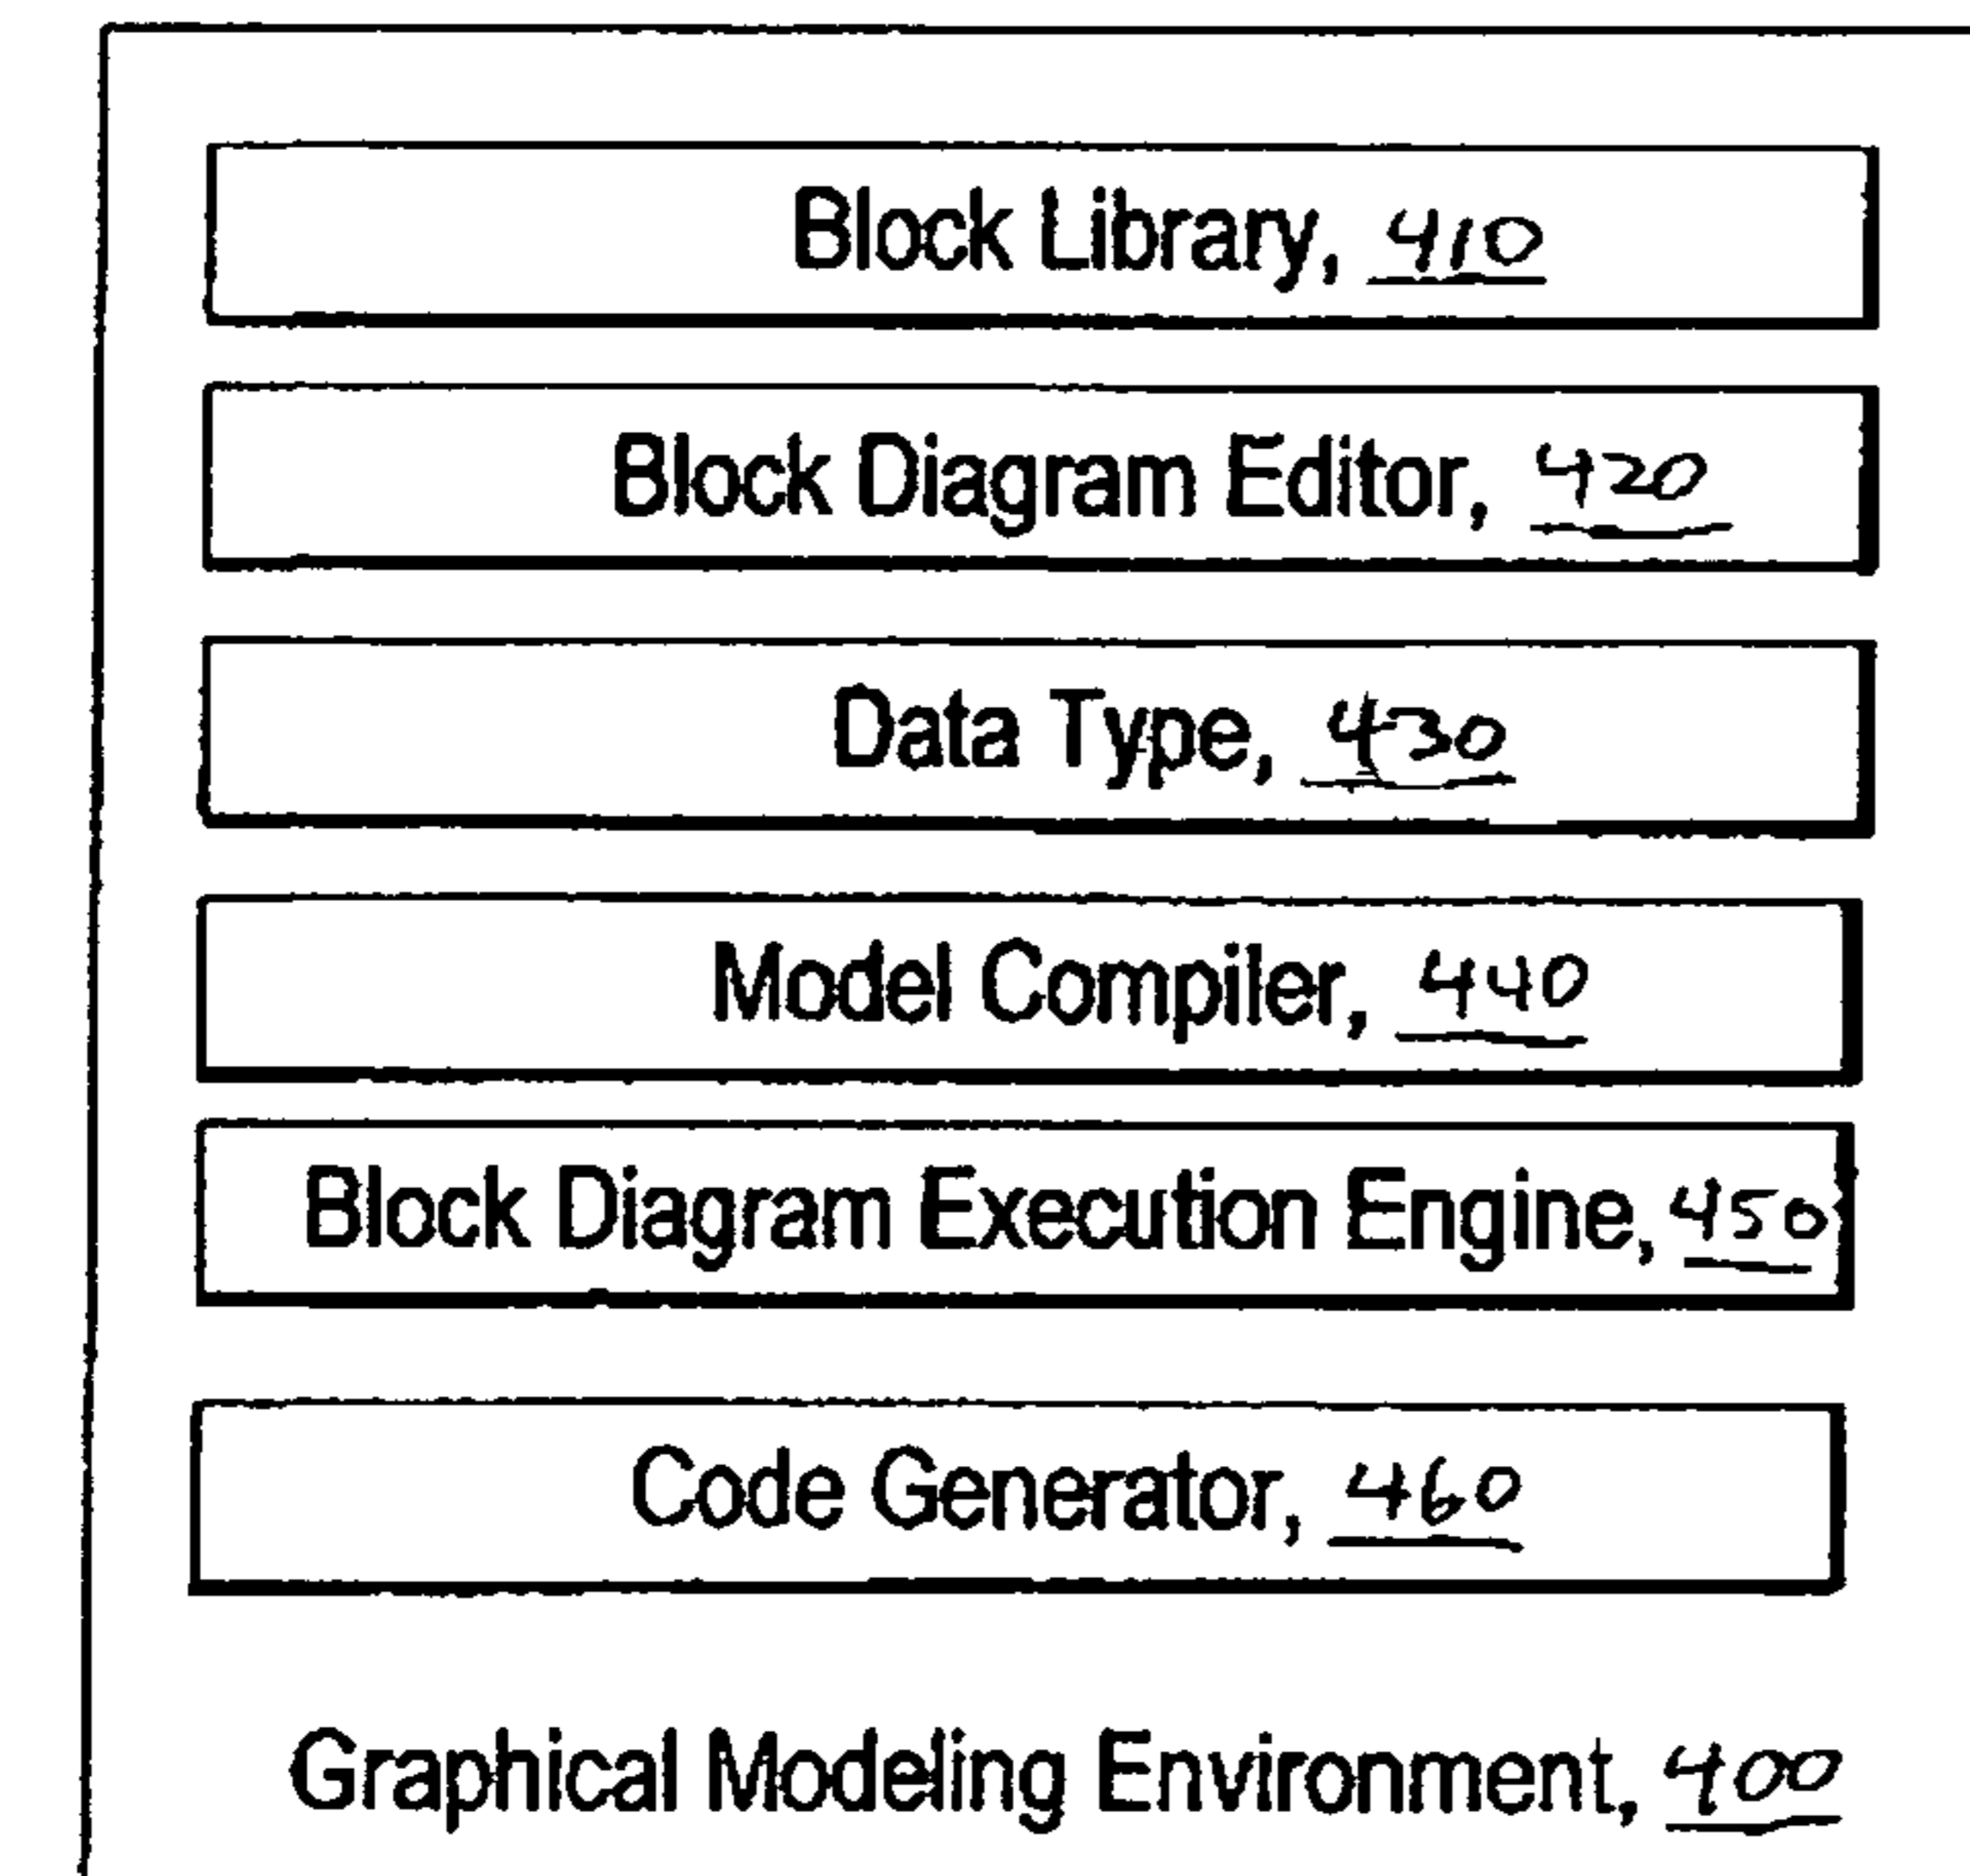 Block Library, 410
Block Diagram Editor, 420
Data Type, 430
Model Compiler, 440
Block Diagram Execution Engine, 450
Code Generator, 460
Graphical Modeling Environment, 400